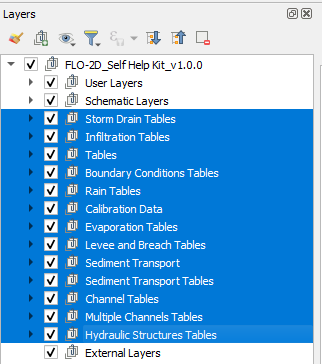 Layers
FLO-2D_Self Help Kit_v1.0.0
User Layers
Schematic Layers
Storm Drain Tables
Infiltration Tables
Tables
Boundary Conditions Tables
Rain Tables
Calibration Data
Evaporation Tables
Levee and Breach Tables
Sediment Transport
Sediment Transport Tables
Channel Tables
Multiple Channels Tables
Hydraulic Structures Tables
External Layers